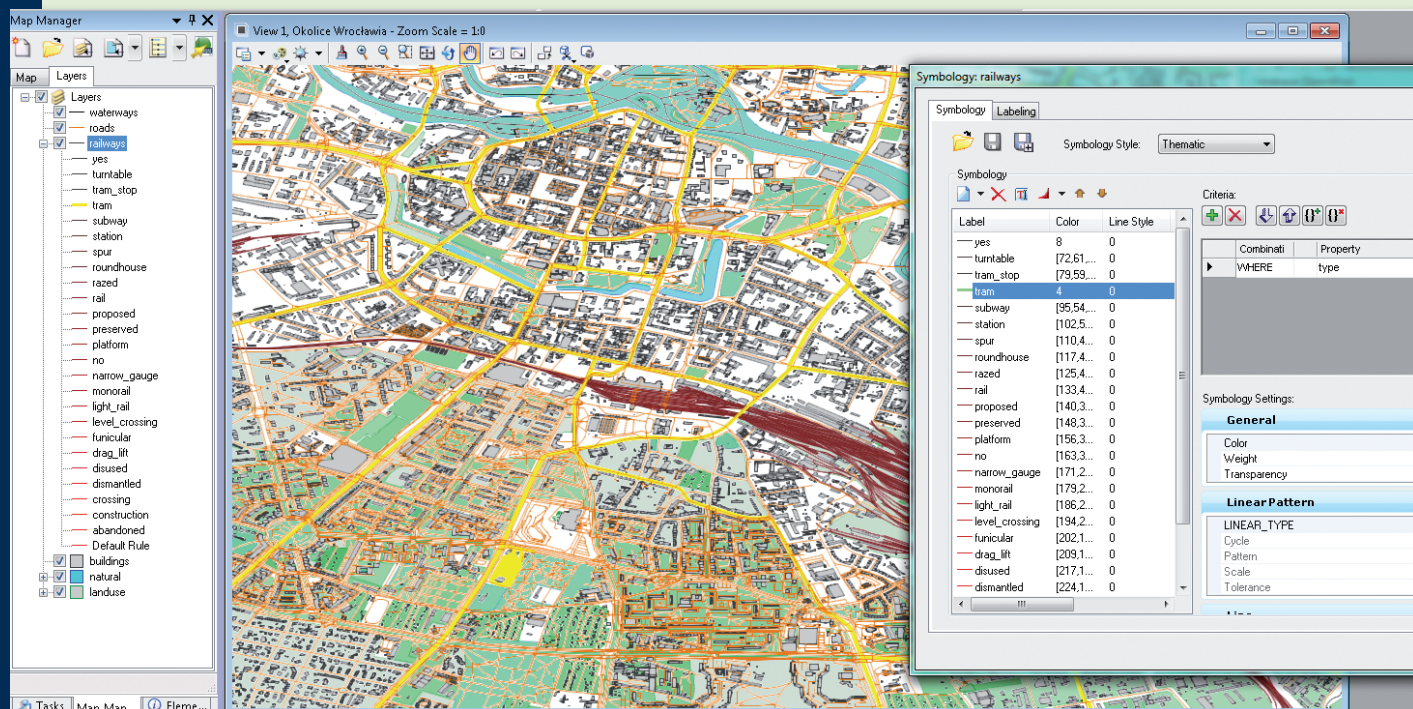 Map Manager
Map Layers
Layers
waterways
roads
railways
yes
turntable
tram_stop
tram
subway
station
spur
roundhouse
razed
rail
proposed
preserved
platform
no
narrow_gauge
monorail
light_rail
level_crossing
funicular
drag_lift
disused
dismantled
crossing
construction
abandoned
Default Rule
buildings
natural
landuse
Tasks Map Man... Eleme...
View 1, Okolice Wrocławia - Zoom Scale = 1:0
Symbology: railways
Symbology Labeling
Symbology Style: Thematic
Symbology
Label Color Line Style
yes 8 0
turntable [72,61,... 0
tram_stop [79,59,... 0
tram 4 0
subway [95,54,... 0
station [102,5... 0
spur [110,4... 0
roundhouse [117,4... 0
razed [125,4... 0
rail [133,4... 0
proposed [140,3... 0
preserved [148,3... 0
platform [156,3... 0
no [163,3... 0
narrow_gauge [171,2... 0
monorail [179,2... 0
light_rail [186,2... 0
level_crossing [194,2... 0
funicular [202,1... 0
drag_lift [209,1... 0
disused [217,1... 0
dismantled [224,1... 0
Criteria:
Combinati Property
WHERE type
Symbology Settings:
General
Color
Weight
Transparency
Linear Pattern
LINEAR_TYPE
Cycle
Pattern
Scale
Tolerance